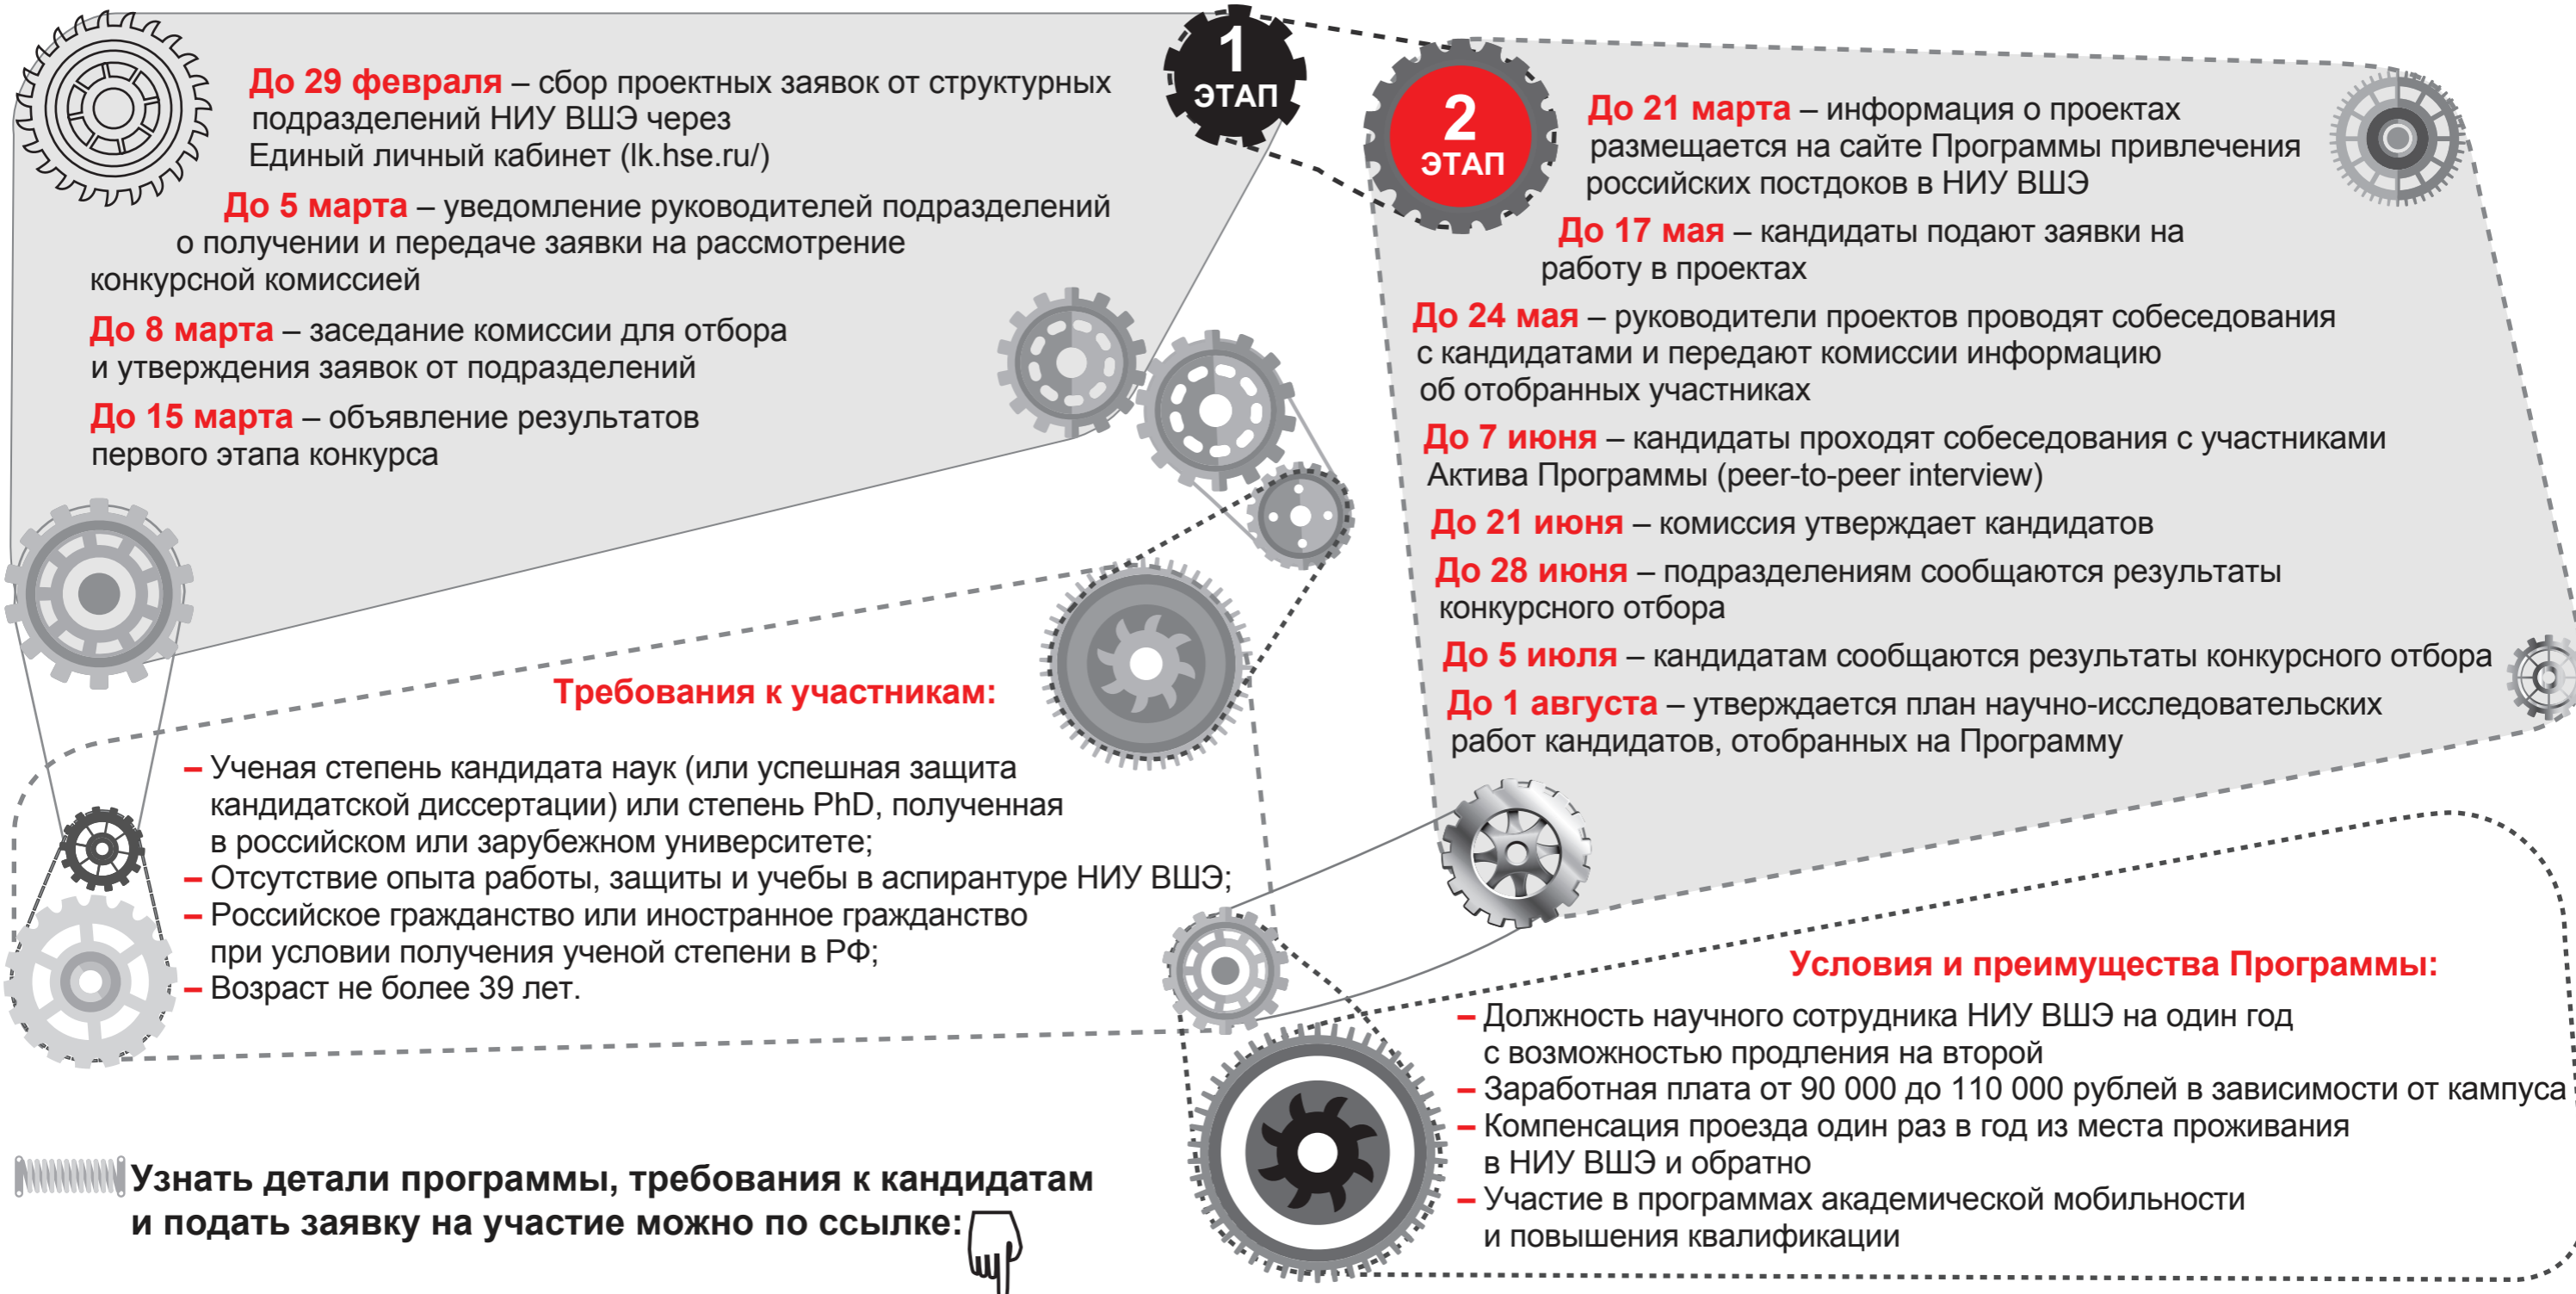 1
ЭТАП
До 29 февраля – сбор проектных заявок от структурных
подразделений НИУ ВШЭ через
Единый личный кабинет (lk.hse.ru/)
До 5 марта – уведомление руководителей подразделений
о получении и передаче заявки на рассмотрение
конкурсной комиссией
До 8 марта – заседание комиссии для отбора
и утверждения заявок от подразделений
До 15 марта – объявление результатов
первого этапа конкурса
2
ЭТАП
До 21 марта – информация о проектах
размещается на сайте Программы привлечения
российских постдоков в НИУ ВШЭ
До 17 мая – кандидаты подают заявки на
работу в проектах
До 24 мая – руководители проектов проводят собеседования
с кандидатами и передают комиссии информацию
об отобранных участниках
До 7 июня – кандидаты проходят собеседования с участниками
Актива Программы (peer-to-peer interview)
До 21 июня – комиссия утверждает кандидатов
До 28 июня – подразделениям сообщаются результаты
конкурсного отбора
До 5 июля – кандидатам сообщаются результаты конкурсного отбора
До 1 августа – утверждается план научно-исследовательских
работ кандидатов, отобранных на Программу
Требования к участникам:
– Ученая степень кандидата наук (или успешная защита
кандидатской диссертации) или степень PhD, полученная
в российском или зарубежном университете;
– Отсутствие опыта работы, защиты и учебы в аспирантуре НИУ ВШЭ;
– Российское гражданство или иностранное гражданство
при условии получения ученой степени в РФ;
– Возраст не более 39 лет.
Условия и преимущества Программы:
– Должность научного сотрудника НИУ ВШЭ на один год
с возможностью продления на второй
– Заработная плата от 90 000 до 110 000 рублей в зависимости от кампуса
– Компенсация проезда один раз в год из места проживания
в НИУ ВШЭ и обратно
– Участие в программах академической мобильности
и повышения квалификации
Узнать детали программы, требования к кандидатам
и подать заявку на участие можно по ссылке: